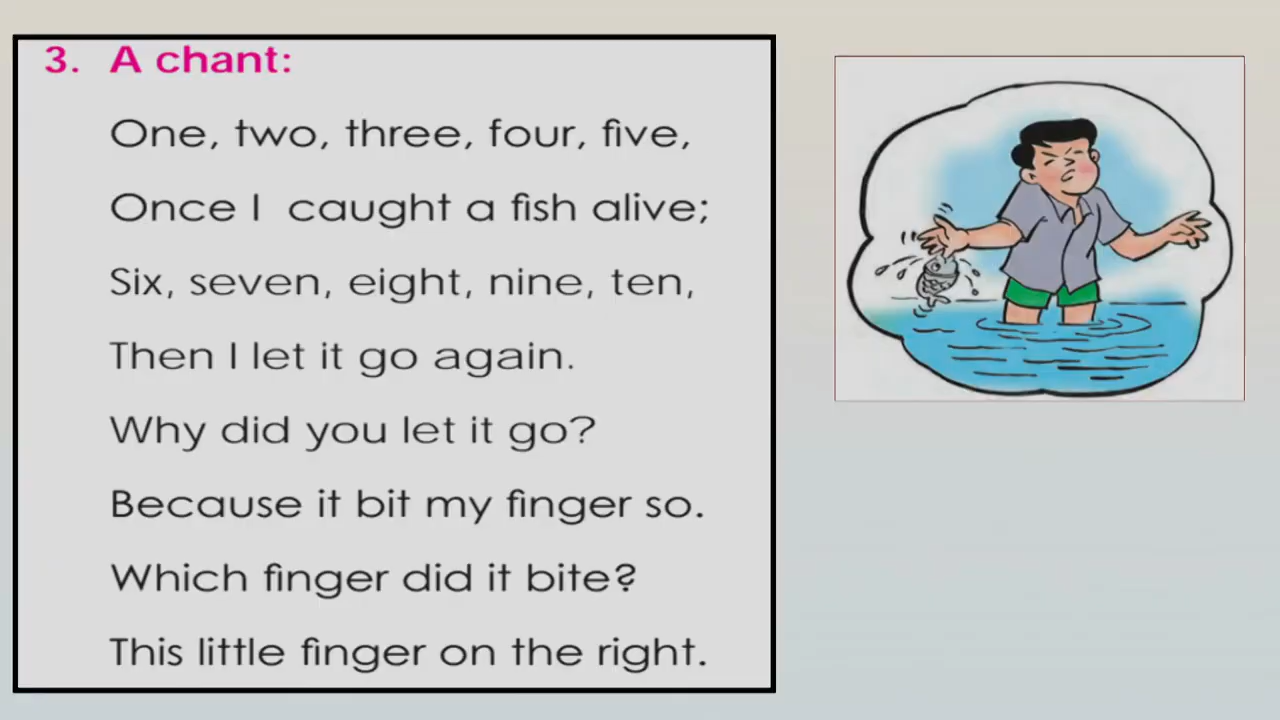 3. A chant:
One, two, three, four, five,
Once I caught a fish alive;
Six, seven, eight, nine, ten,
Then I let it go again.
Why did you let it go?
Because it bit my finger so.
Which finger did it bite?
This little finger on the right.